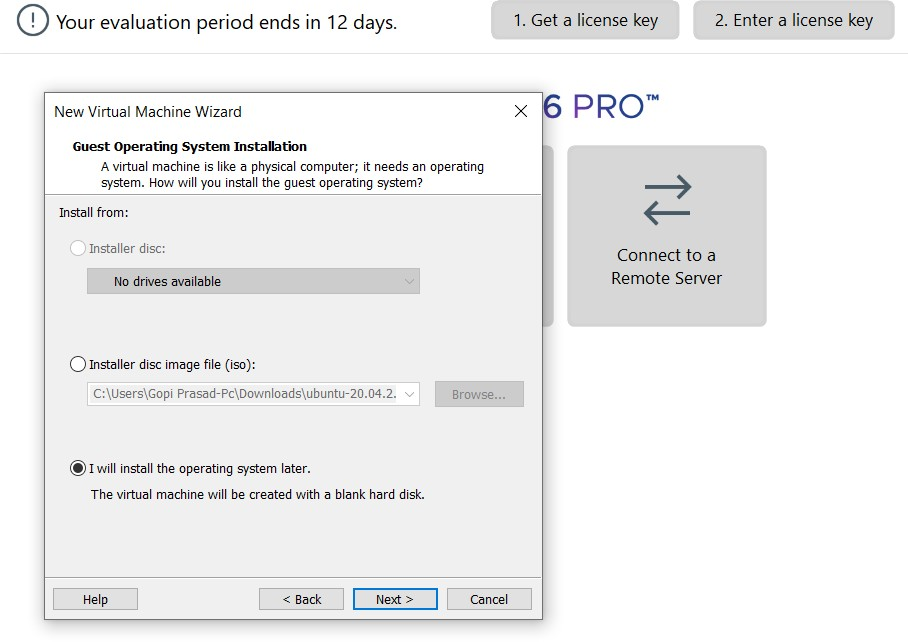 Your evaluation period ends in 12 days.
1. Get a license key
2. Enter a license key
New Virtual Machine Wizard
6 PRO™
Guest Operating System Installation
A virtual machine is like a physical computer; it needs an operating
system. How will you install the guest operating system?
Install from:
Installer disc:
No drives available
Installer disc image file (iso):
C:\Users\Gopi Prasad-Pc\Downloads\ubuntu-20.04.2.
Browse...
I will install the operating system later.
The virtual machine will be created with a blank hard disk.
Help
< Back
Next >
Cancel
Connect to a
Remote Server